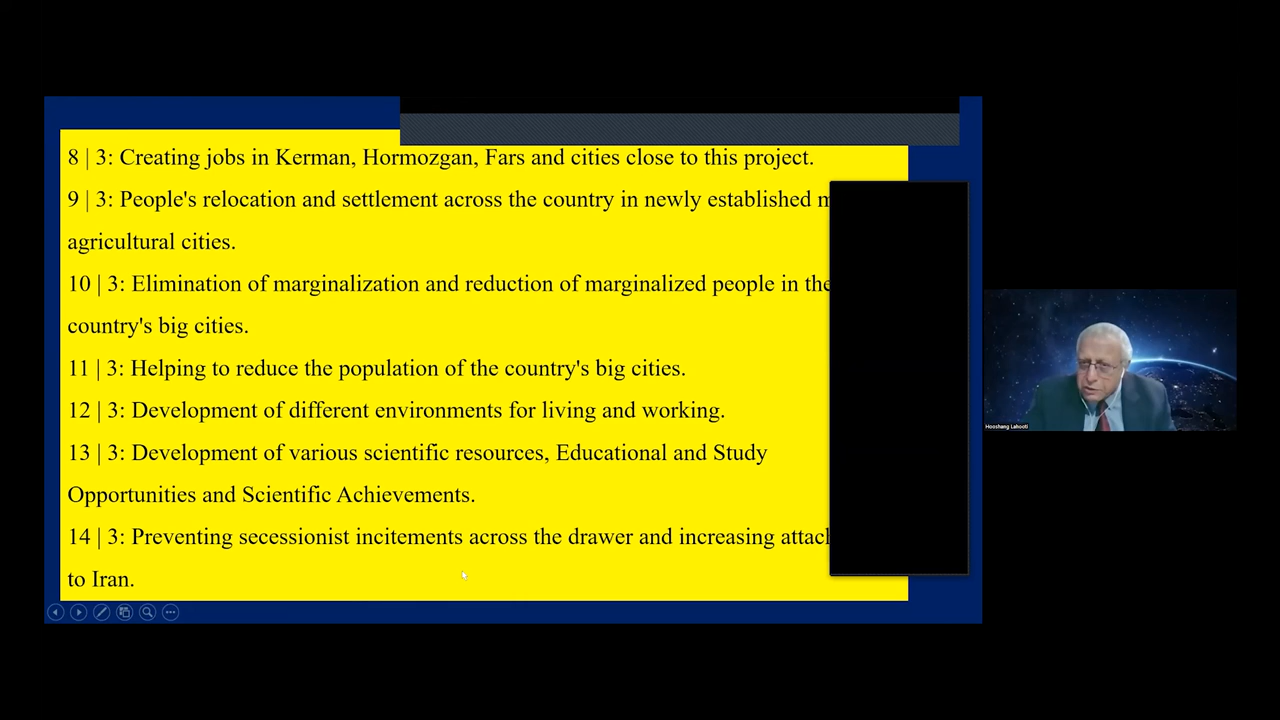 8 | 3: Creating jobs in Kerman, Hormozgan, Fars and cities close to this project.
9 | 3: People's relocation and settlement across the country in newly established
agricultural cities.
10 | 3: Elimination of marginalization and reduction of marginalized people in the
country's big cities.
11 | 3: Helping to reduce the population of the country's big cities.
12 | 3: Development of different environments for living and working.
13 | 3: Development of various scientific resources, Educational and Study
Opportunities and Scientific Achievements.
14 | 3: Preventing secessionist incitements across the drawer and increasing
to Iran.
Hooshang Lahooti